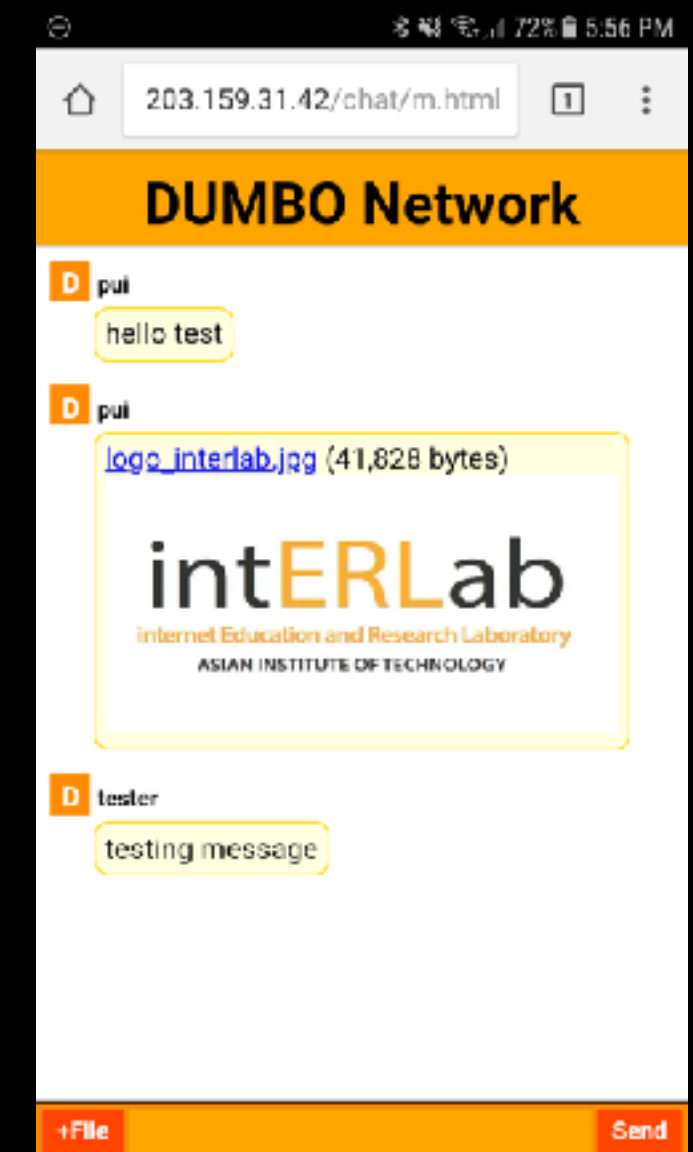 72% 5:56 PM
203.159.31.42/chat/m.html
1
DUMBO Network
D pui
hello test
D pui
logo_interlab.jpg (41,828 bytes)
intERLab
internet Education and Research Laboratory
ASIAN INSTITUTE OF TECHNOLOGY
D tester
testing message
+File
Send